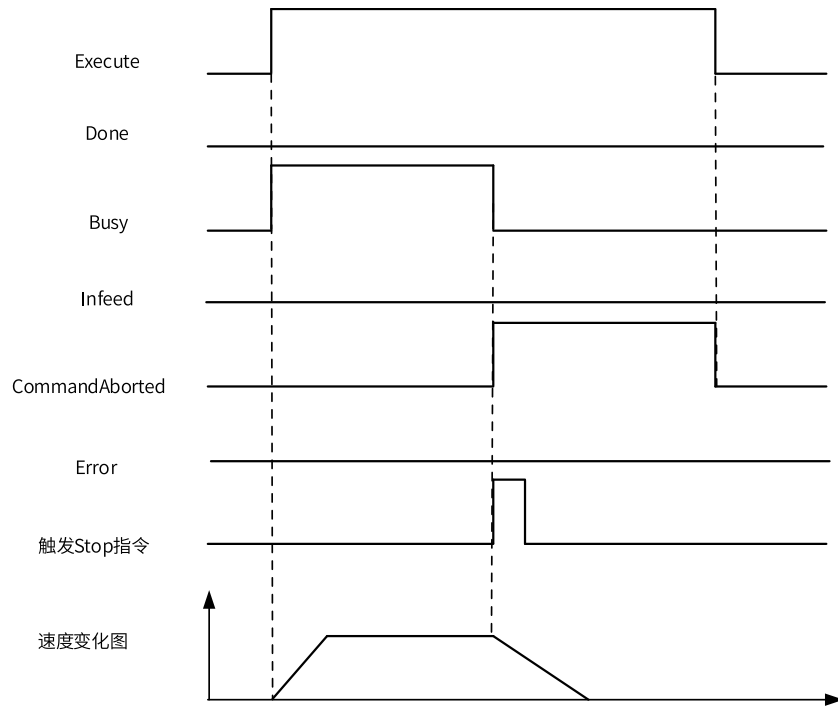 Execute
Done
Busy
Infeed
CommandAborted
Error
触发Stop指令
速度变化图